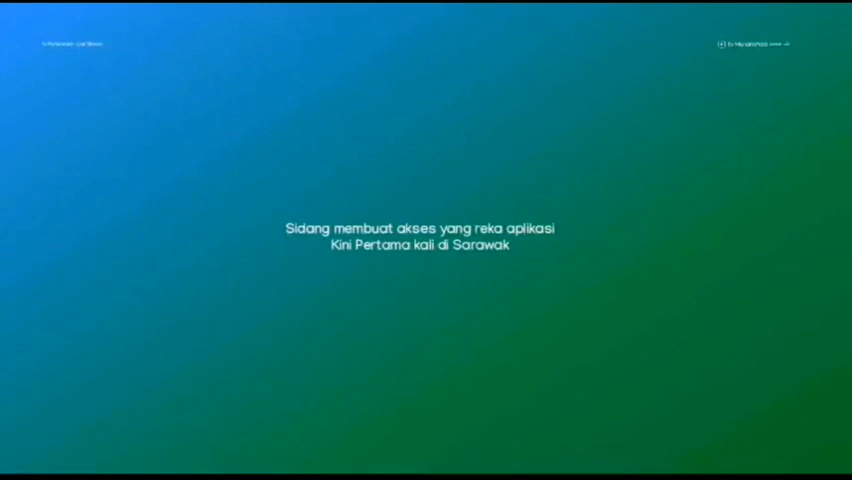 Sidang membuat akses yang reka aplikasi
Kini Pertama kali di Sarawak